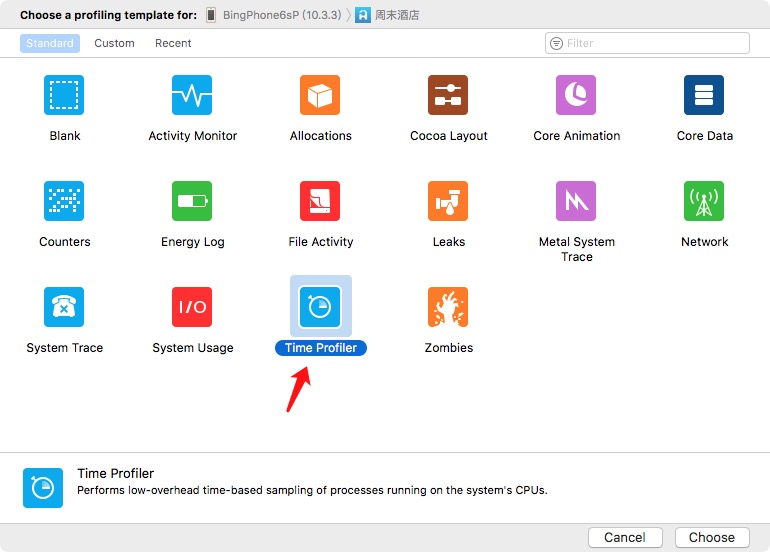 Choose a profiling template for: BingPhone6sP (10.3.3) 周末酒店
Standard Custom Recent Filter
Blank Activity Monitor Allocations Cocoa Layout Core Animation Core Data
Counters Energy Log File Activity Leaks Metal System Network
Trace
I/O
System Trace System Usage Time Profiler Zombies
Time Profiler
Performs low-overhead time-based sampling of processes running on the system's CPUs.
Cancel Choose